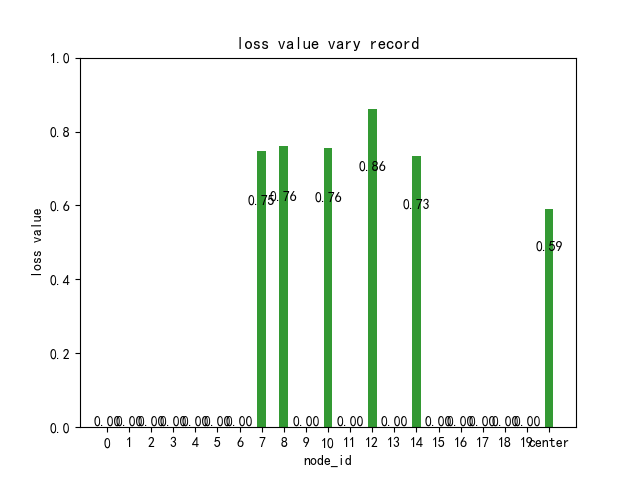 loss value vary record
1.0
0.8
0.6
0.4
0.2
0.0
loss value
0.00 0.00 0.00 0.00 0.00 0.00 0.00 0.75 0.76 0.00 0.76 0.00 0.86 0.00 0.73 0.00 0.00 0.00 0.00 0.00 0.59
0 1 2 3 4 5 6 7 8 9 10 11 12 13 14 15 16 17 18 19 center
node_id